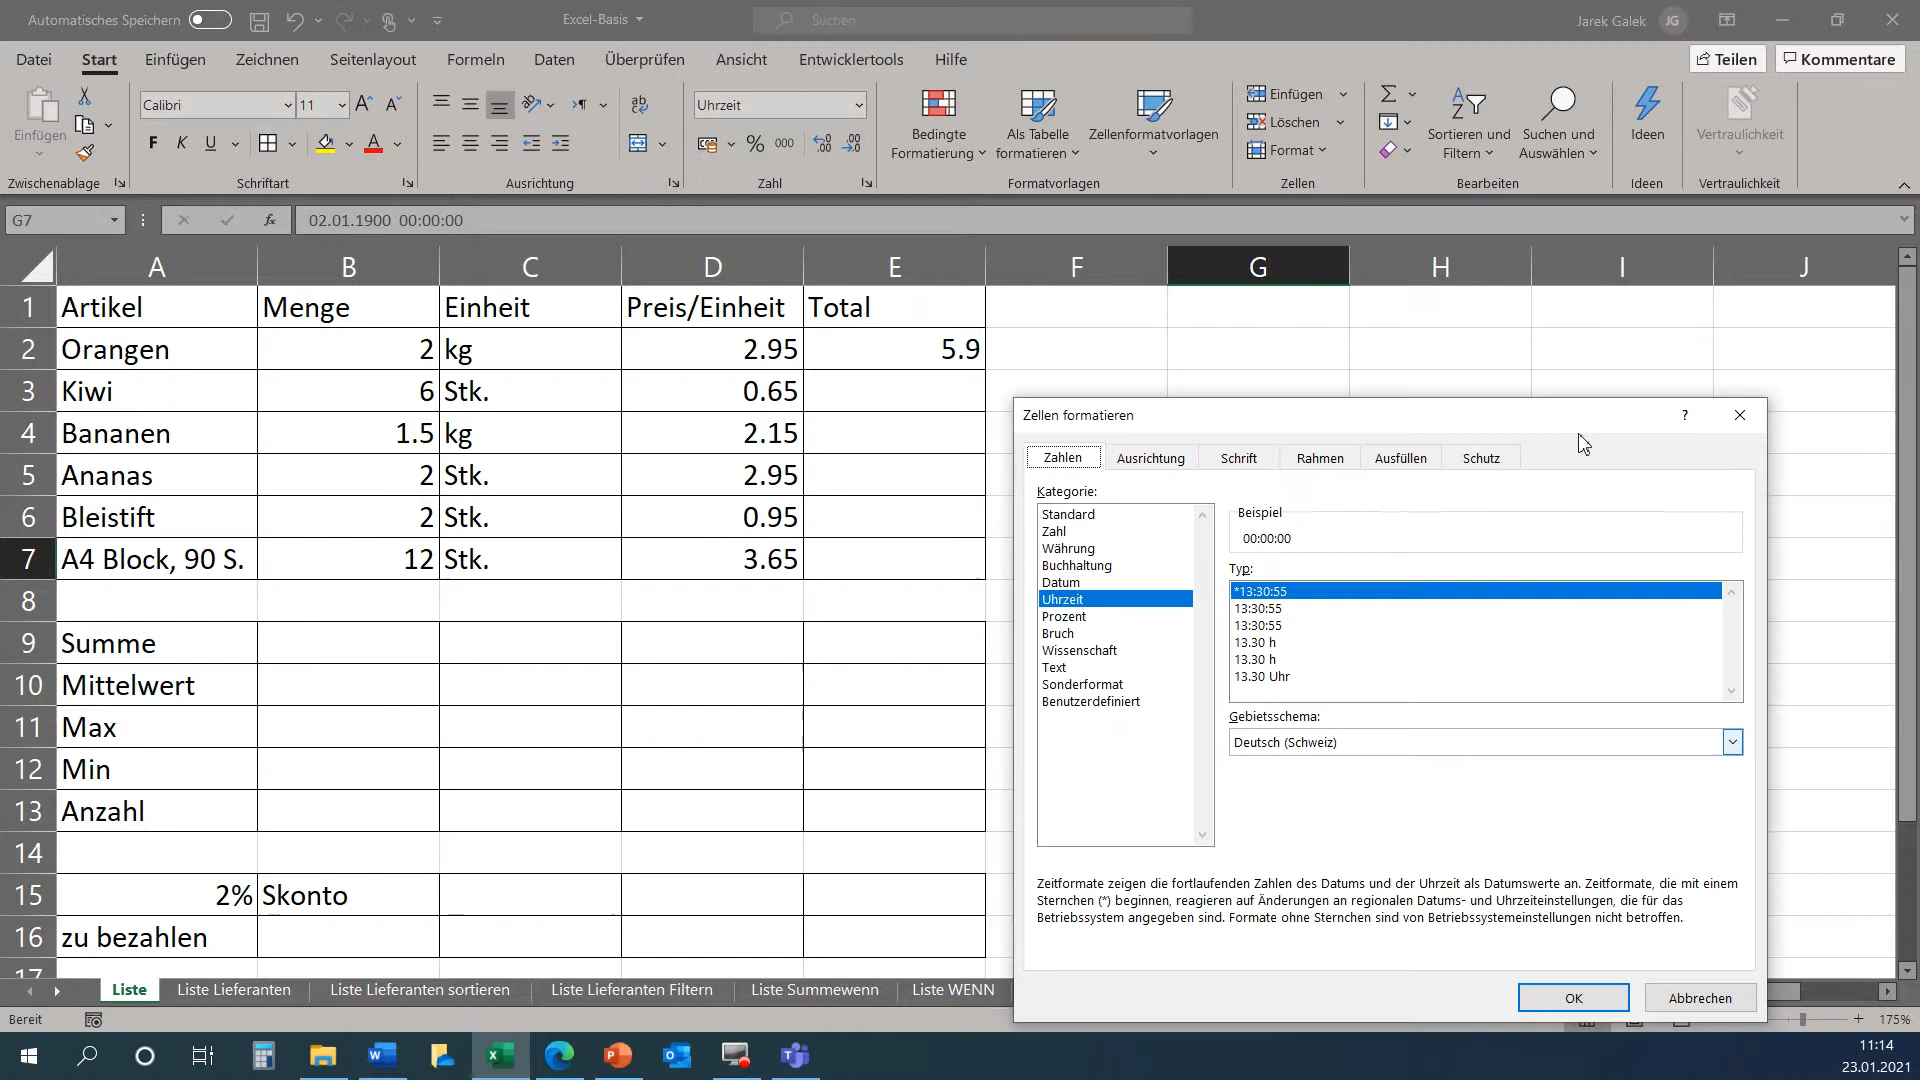 Automatisches Speichern
Excel-Basis
Suchen
Jarek Galek JG
Datei Start Einfügen Zeichnen Seitenlayout Formeln Daten Überprüfen Ansicht Entwicklertools Hilfe Teilen Kommentare
Einfügen
Zwischenablage
Calibri 11
F K U
Schriftart
Ausrichtung
Uhrzeit
% 000
Zahl
Bedingte
Formatierung
Als Tabelle
formatieren
Zellenformatvorlagen
Formatvorlagen
Einfügen
Löschen
Format
Zellen
Sortieren und
Filtern
Suchen und
Auswählen
Bearbeiten
Ideen
Ideen
Vertraulichkeit
Vertraulichkeit
G7 fx 02.01.1900 00:00:00
A B C D E F G H I J
1 Artikel Menge Einheit Preis/Einheit Total
2 Orangen 2 kg 2.95 5.9
3 Kiwi 6 Stk. 0.65
4 Bananen 1.5 kg 2.15
5 Ananas 2 Stk. 2.95
6 Bleistift 2 Stk. 0.95
7 A4 Block, 90 S. 12 Stk. 3.65
8
9 Summe
10 Mittelwert
11 Max
12 Min
13 Anzahl
14
15 2% Skonto
16 zu bezahlen
17
Zellen formatieren ?
Zahlen Ausrichtung Schrift Rahmen Ausfüllen Schutz
Kategorie:
Standard
Zahl
Währung
Buchhaltung
Datum
Uhrzeit
Prozent
Bruch
Wissenschaft
Text
Sonderformat
Benutzerdefiniert
Beispiel
00:00:00
Typ:
*13:30:55
13:30:55
13:30:55
13.30 h
13.30 h
13.30 Uhr
Gebietsschema:
Deutsch (Schweiz)
Zeitformate zeigen die fortlaufenden Zahlen des Datums und der Uhrzeit als Datumswerte an. Zeitformate, die mit einem
Sternchen (*) beginnen, reagieren auf Änderungen an regionalen Datums- und Uhrzeiteinstellungen, die für das
Betriebssystem angegeben sind. Formate ohne Sternchen sind von Betriebssystemeinstellungen nicht betroffen.
OK Abbrechen
Liste Liste Lieferanten Liste Lieferanten sortieren Liste Lieferanten Filtern Liste Summewenn Liste WENN
Bereit
175%
11:14
23.01.2021